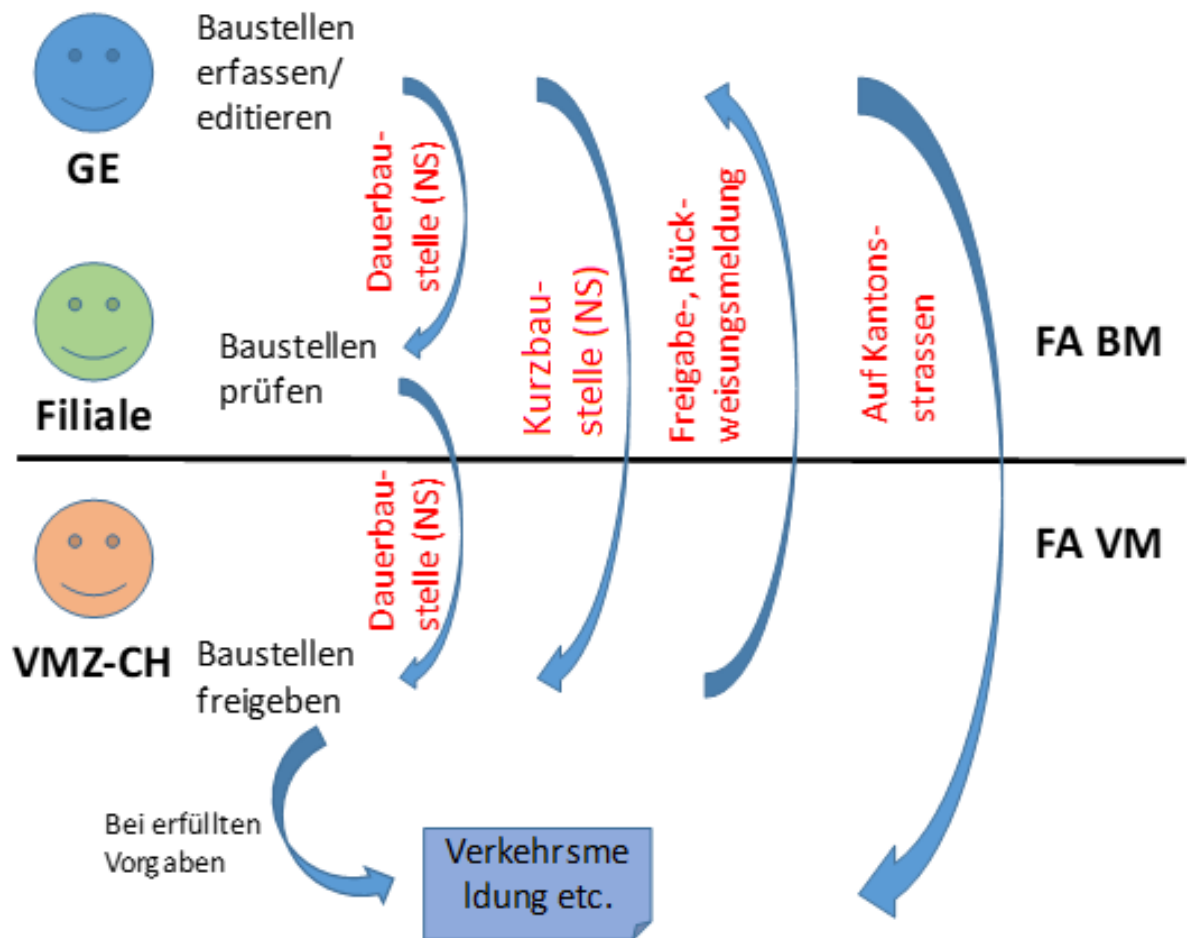 Baustellen
erfassen/
editieren
GE
Dauerbau-
stelle (NS)
Kurzbau-
stelle (NS)
Freigabe-, Rück-
weisungsmeldung
Auf Kantons-
strassen
Baustellen
prüfen
Filiale
FA BM
Dauerbau-
stelle (NS)
FA VM
VMZ-CH
Baustellen
freigeben
Bei erfüllten
Vorgaben
Verkehrsme
ldung etc.